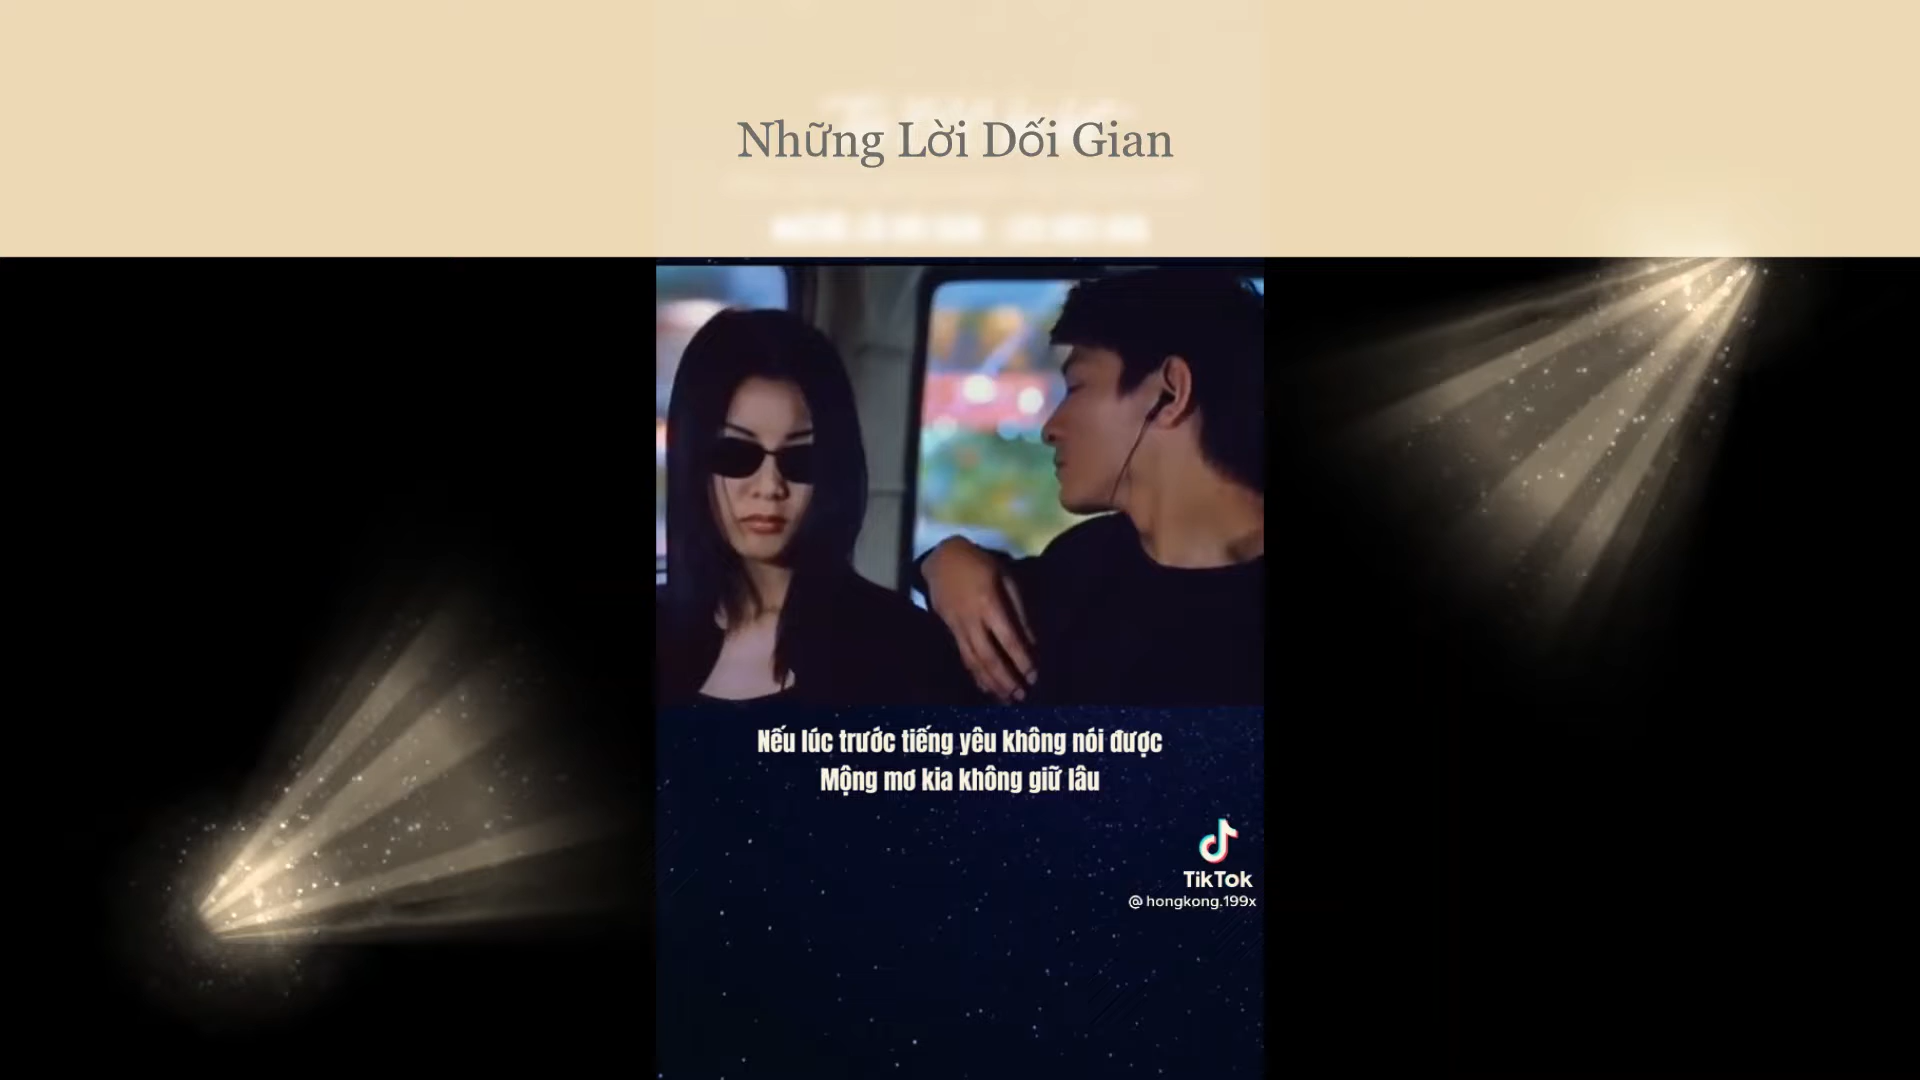 Những Lời Dối Gian
Nếu lúc trước tiếng yêu không nói được
Mộng mơ kia không giữ lâu
TikTok
@hongkong.199x